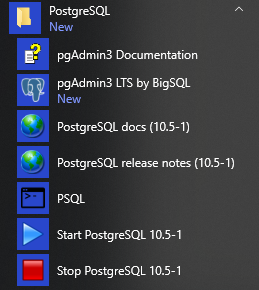 PostgreSQL
New
pgAdmin3 Documentation
pgAdmin3 LTS by BigSQL
New
PostgreSQL docs (10.5-1)
PostgreSQL release notes (10.5-1)
PSQL
Start PostgreSQL 10.5-1
Stop PostgreSQL 10.5-1